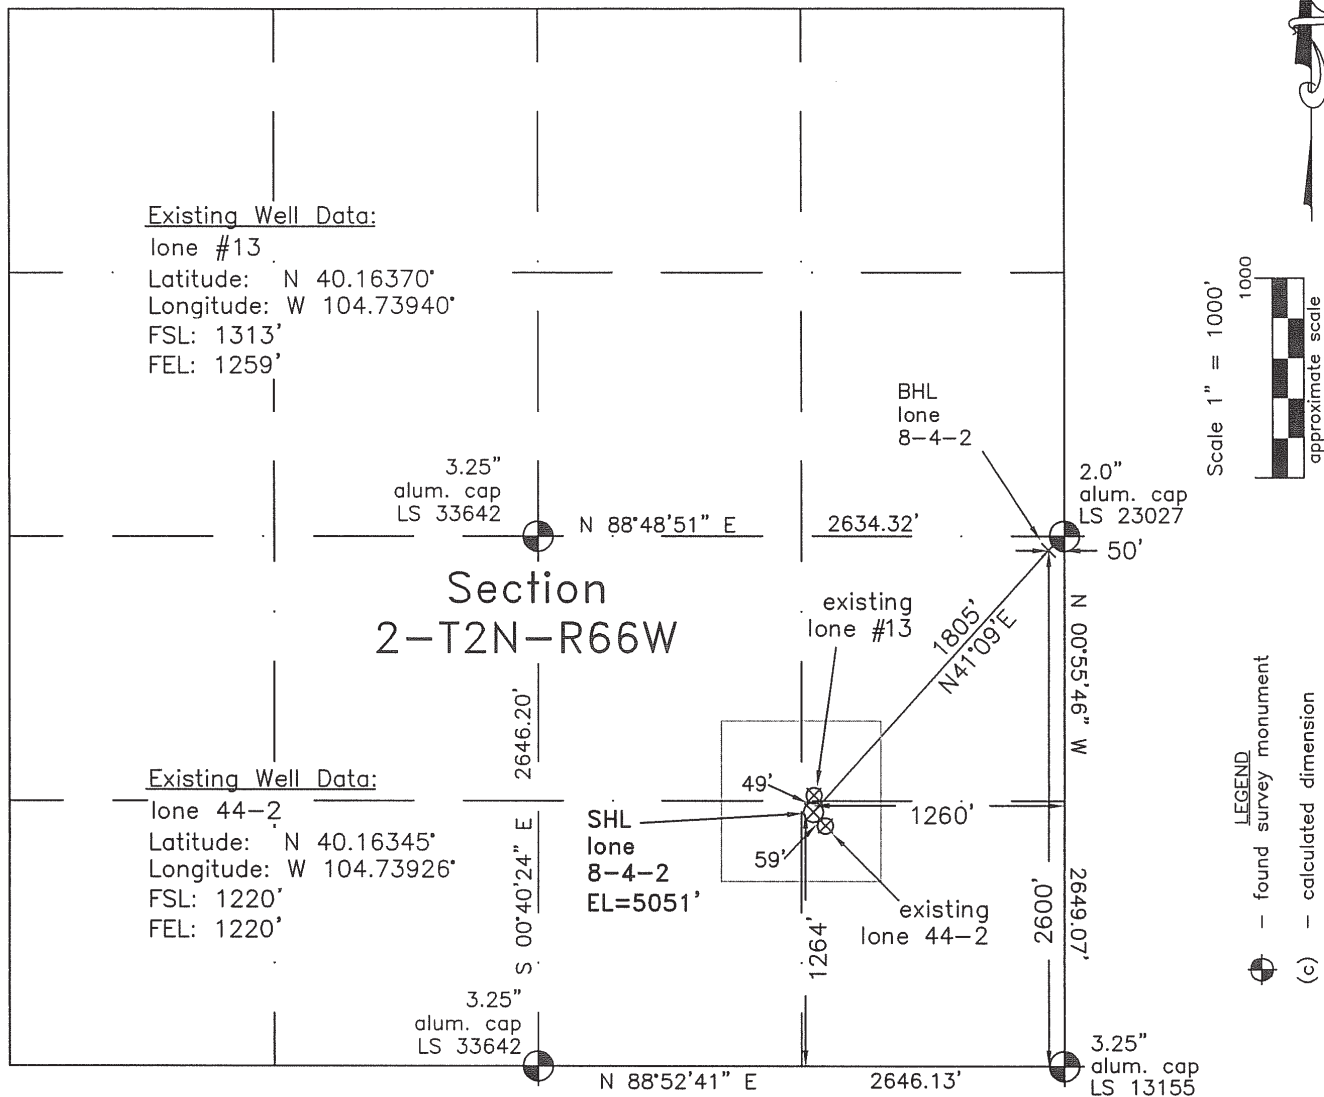 Existing Well Data:
Ione #13
Latitude: N 40.16370°
Longitude: W 104.73940°
FSL: 1313'
FEL: 1259'
BHL
Ione
8-4-2
3.25"
alum. cap
LS 33642
2.0"
alum. cap
LS 23027
N 88°48'51" E
2634.32'
50'
Section
2-T2N-R66W
existing
Ione #13
1805'
N41°09'E
N 00°55'46" W
2649.07'
2646.20'
S 00°40'24" E
Existing Well Data:
Ione 44-2
Latitude: N 40.16345°
Longitude: W 104.73926°
FSL: 1220'
FEL: 1220'
49'
SHL
Ione
8-4-2
EL=5051'
59'
1260'
existing
Ione 44-2
1264'
2600'
3.25"
alum. cap
LS 33642
N 88°52'41" E
2646.13'
3.25"
alum. cap
LS 13155
Scale 1" = 1000'
1000
approximate scale
LEGEND
- found survey monument
(c) - calculated dimension